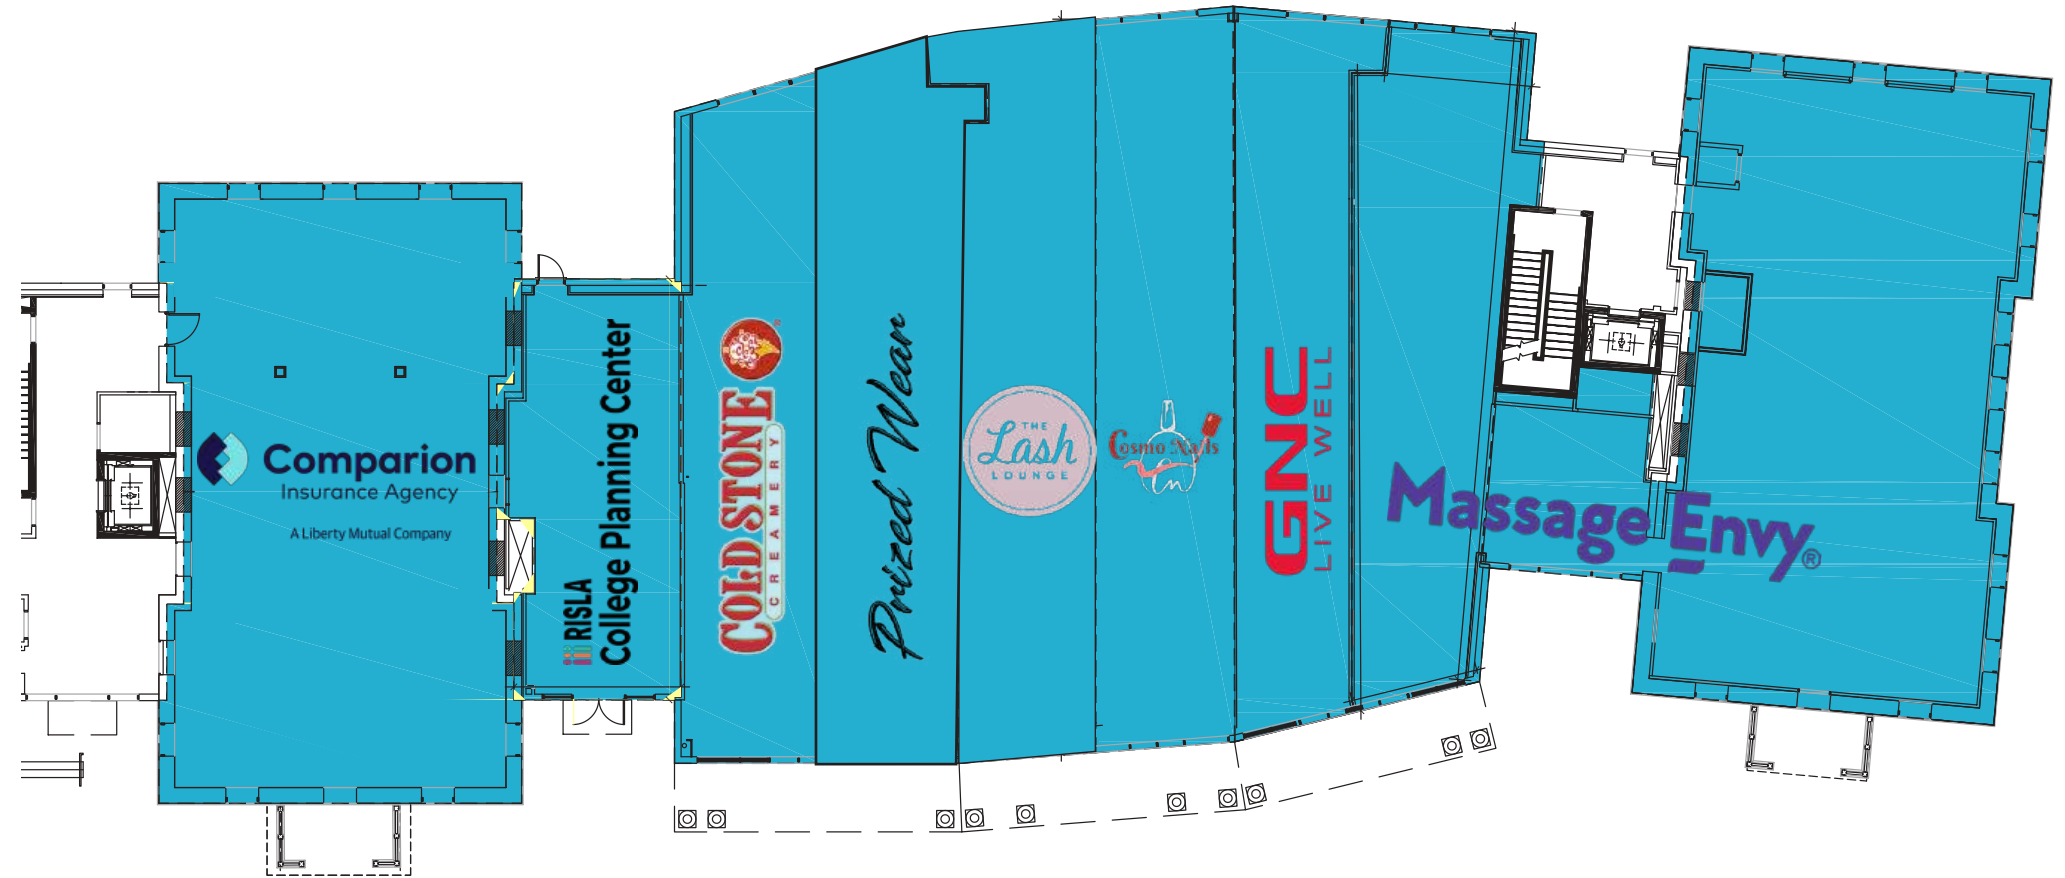 Comparion
Insurance Agency
A Liberty Mutual Company
RISLA
College Planning Center
COLD STONE
CREAMERY
Prized Wear
THE
Lash
LOUNGE
Cosmo Nails
GNC
LIVE WELL
Massage Envy®